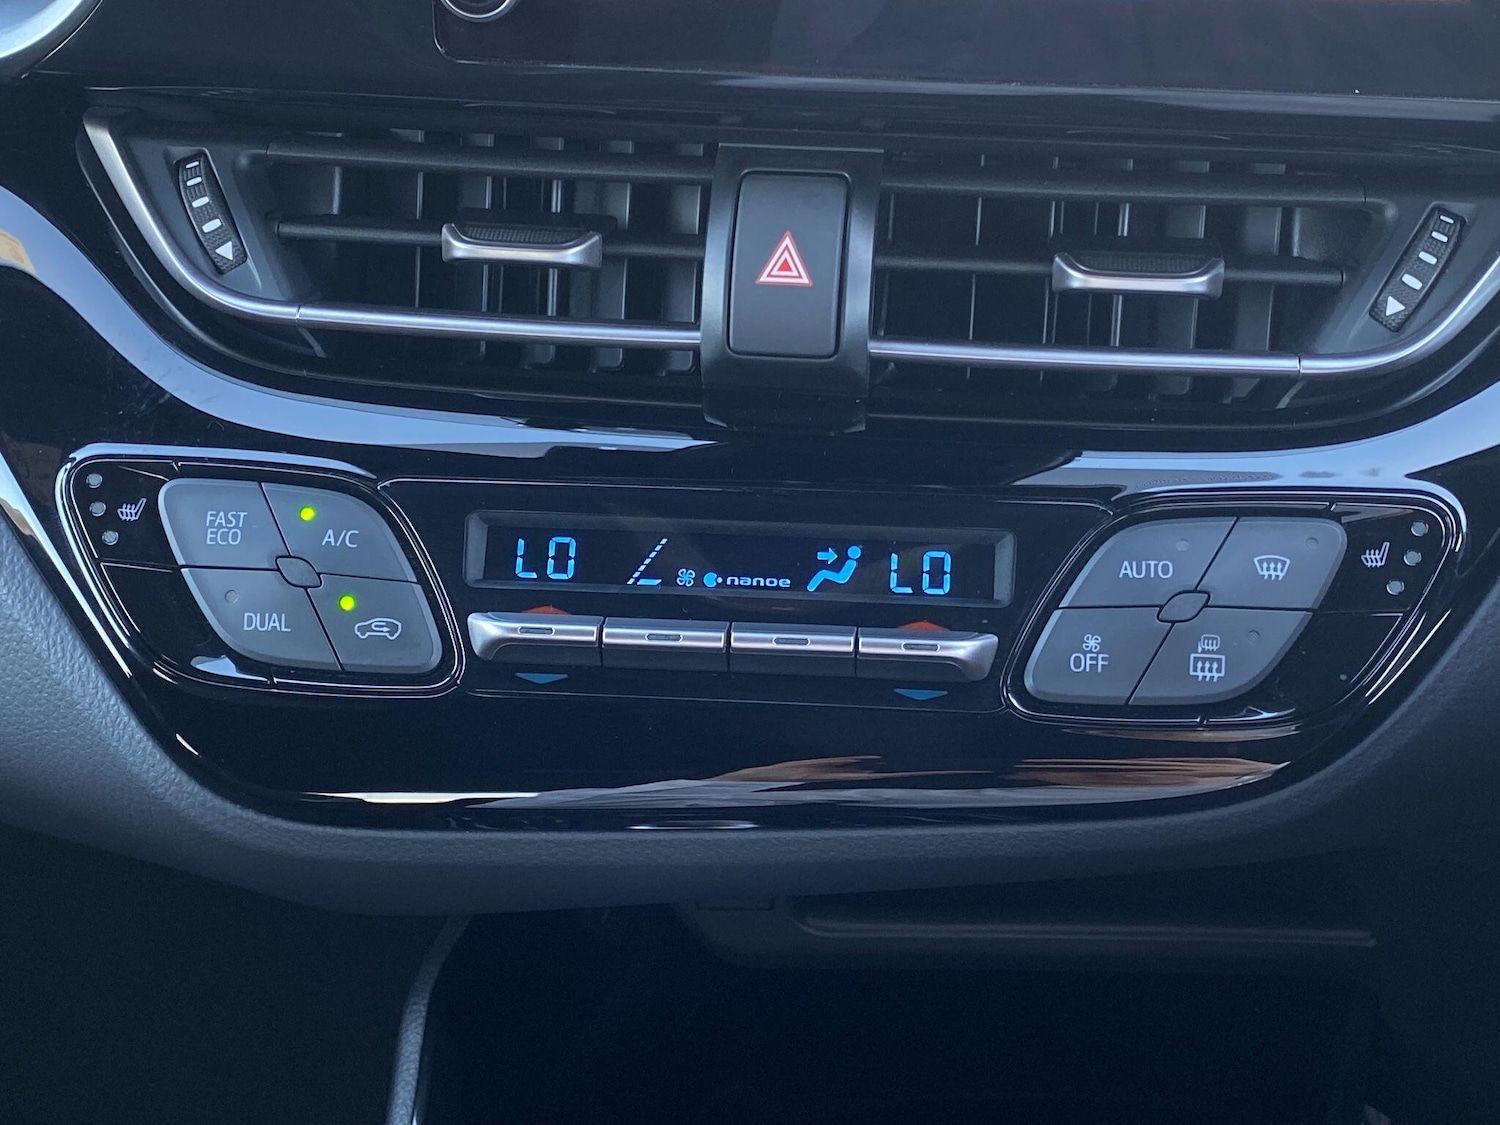 FAST
ECO
A/C
DUAL
LO
nanoe
LO
AUTO
OFF